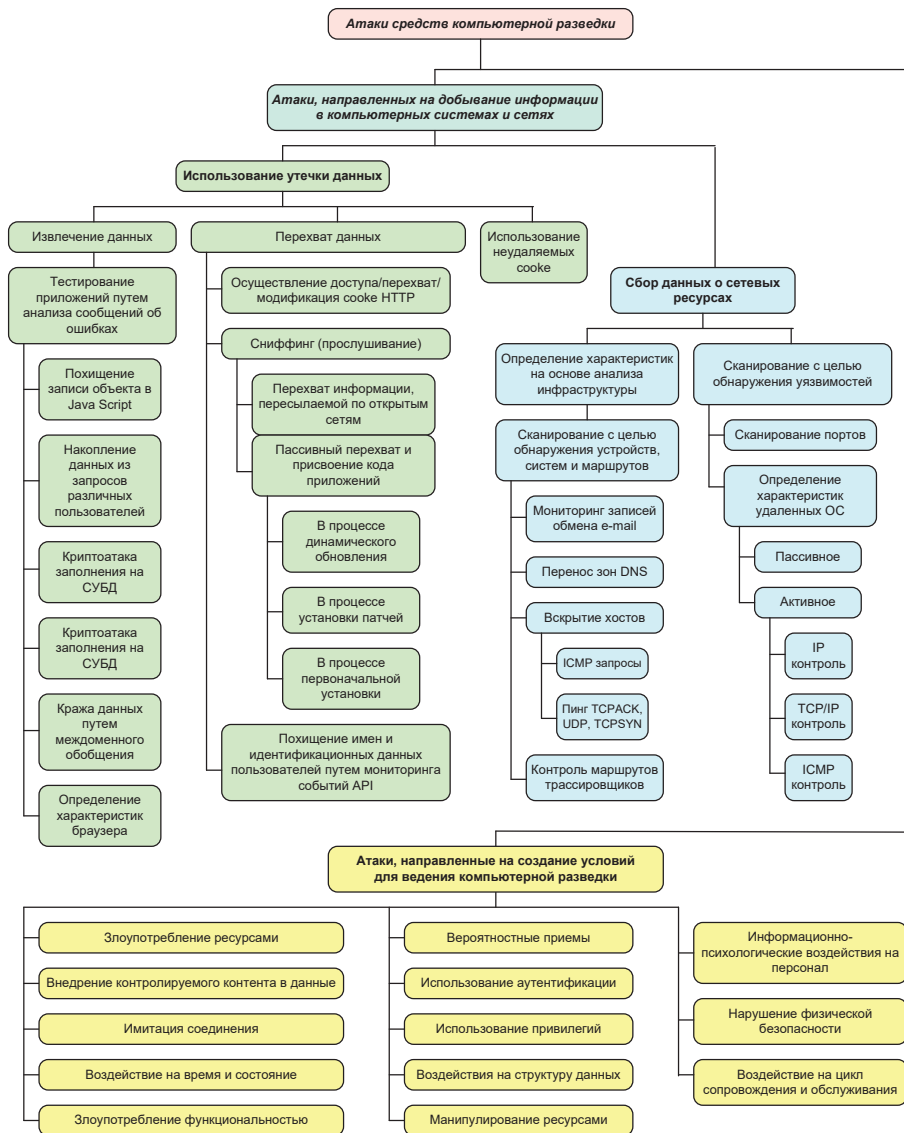 Атаки средств компьютерной разведки
Атаки, направленных на добывание информации
в компьютерных системах и сетях
Использование утечки данных
Извлечение данных
Тестирование
приложений путем
анализа сообщений об
ошибках
Похищение
записи объекта в
Java Script
Накопление
данных из
запросов
различных
пользователей
Криптоатака
заполнения на
СУБД
Криптоатака
заполнения на
СУБД
Кража данных
путем
междоменного
обобщения
Определение
характеристик
браузера
Перехват данных
Осуществление доступа/перехват/
модификация cooke HTTP
Сниффинг (прослушивание)
Перехват информации,
пересылаемой по открытым
сетям
Пассивный перехват и
присвоение кода
приложений
В процессе
динамического
обновления
В процессе
установки патчей
В процессе
первоначальной
установки
Похищение имен и
идентификационных данных
пользователей путем мониторинга
событий API
Использование
неудаляемых
cooke
Сбор данных о сетевых
ресурсах
Определение характеристик
на основе анализа
инфраструктуры
Сканирование с целью
обнаружения устройств,
систем и маршрутов
Мониторинг записей
обмена e-mail
Перенос зон DNS
Вскрытие хостов
ICMP запросы
Пинг TCPACK,
UDP, TCPSYN
Контроль маршрутов
трассировщиков
Сканирование с целью
обнаружения уязвимостей
Сканирование портов
Определение
характеристик
удаленных ОС
Пассивное
Активное
IP
контроль
TCP/IP
контроль
ICMP
контроль
Атаки, направленные на создание условий
для ведения компьютерной разведки
Злоупотребление ресурсами
Внедрение контролируемого контента в данные
Имитация соединения
Воздействие на время и состояние
Злоупотребление функциональностью
Вероятностные приемы
Использование аутентификации
Использование привилегий
Воздействия на структуру данных
Манипулирование ресурсами
Информационно-
психологические воздействия на
персонал
Нарушение физической
безопасности
Воздействие на цикл
сопровождения и обслуживания